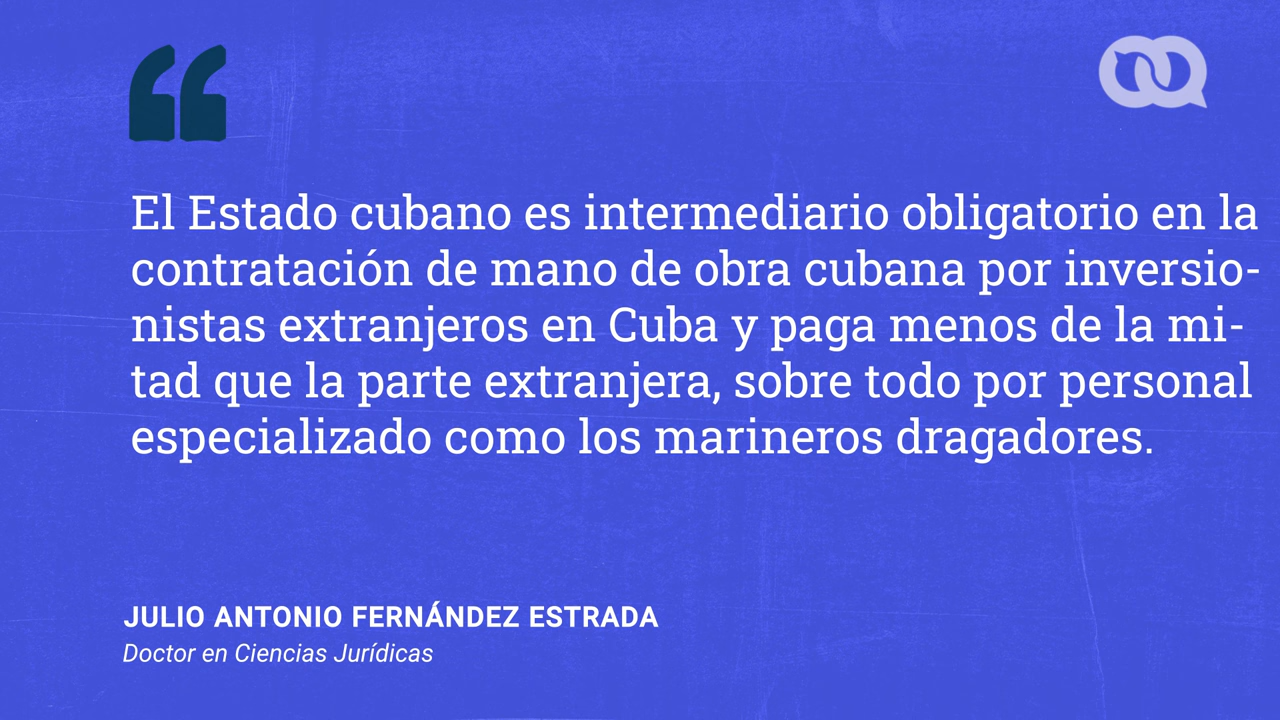 El Estado cubano es intermediario obligatorio en la
contratación de mano de obra cubana por inversio-
nistas extranjeros en Cuba y paga menos de la mi-
tad que la parte extranjera, sobre todo por personal
especializado como los marineros dragadores.
JULIO ANTONIO FERNÁNDEZ ESTRADA
Doctor en Ciencias Jurídicas